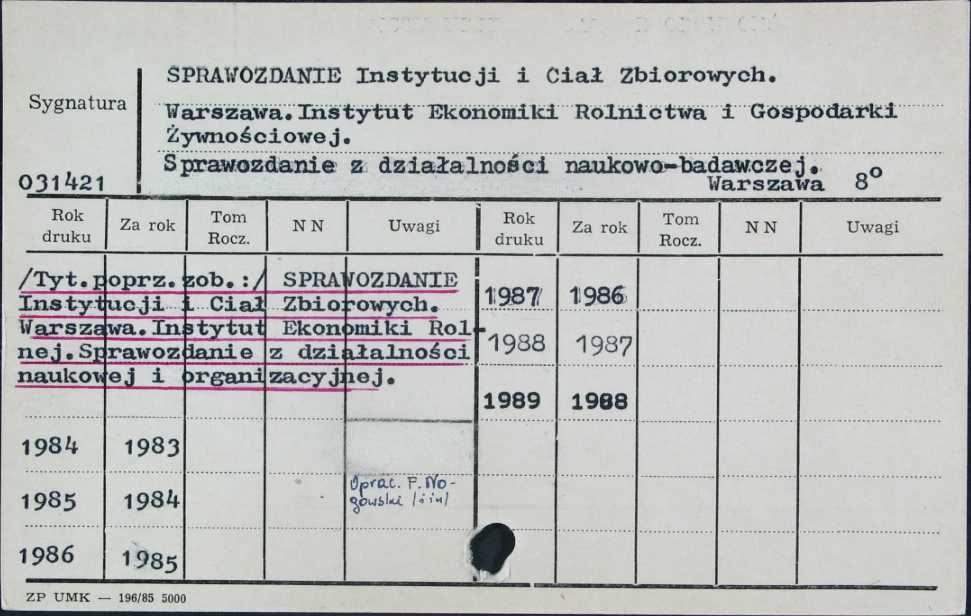 SPRAWOZDANIE Instytucji i Ciał Zbiorowych.
Sygnatura
Warszawa.Instytut Ekonomiki Rolnictwa i Gospodarki
Żywnościowej.
Sprawozdanie z działalności naukowo-badawczej.
031421
Warszawa 8º
Rok druku Za rok Tom Rocz. N N Uwagi Rok druku Za rok Tom Rocz. N N Uwagi
/Tyt.poprz.zob.:/ SPRAWOZDANIE
Instytucji i Ciał Zbiorowych.
Warszawa.Instytut Ekonomiki Rol-
nej.Sprawozdanie z działalności
naukowej i organizacyjnej.
1984 1983
1985 1984 Oprac. F. No-
gowski /i in/
1986 1985
1987 1986
1988 1987
1989 1988
ZP UMK — 196/85 5000